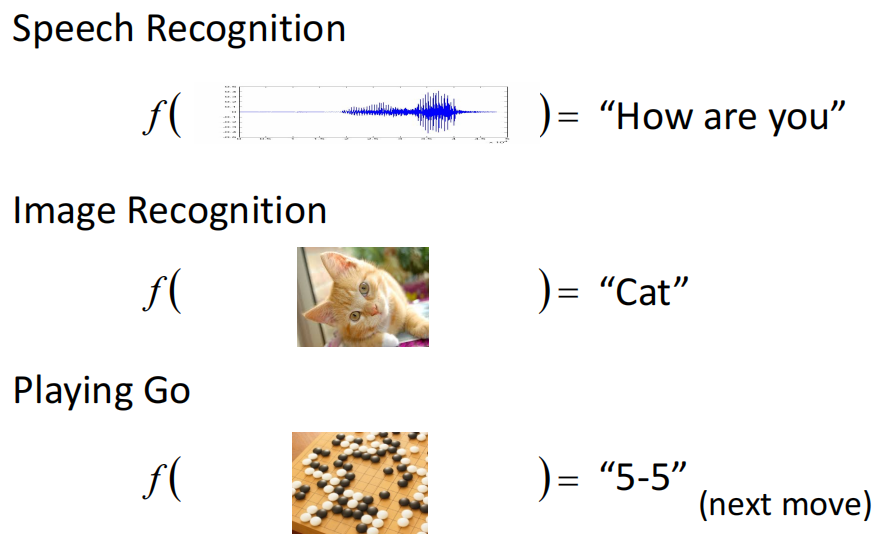 Speech Recognition
f( )= “How are you”
Image Recognition
f( )= “Cat”
Playing Go
f( )= “5-5”
(next move)